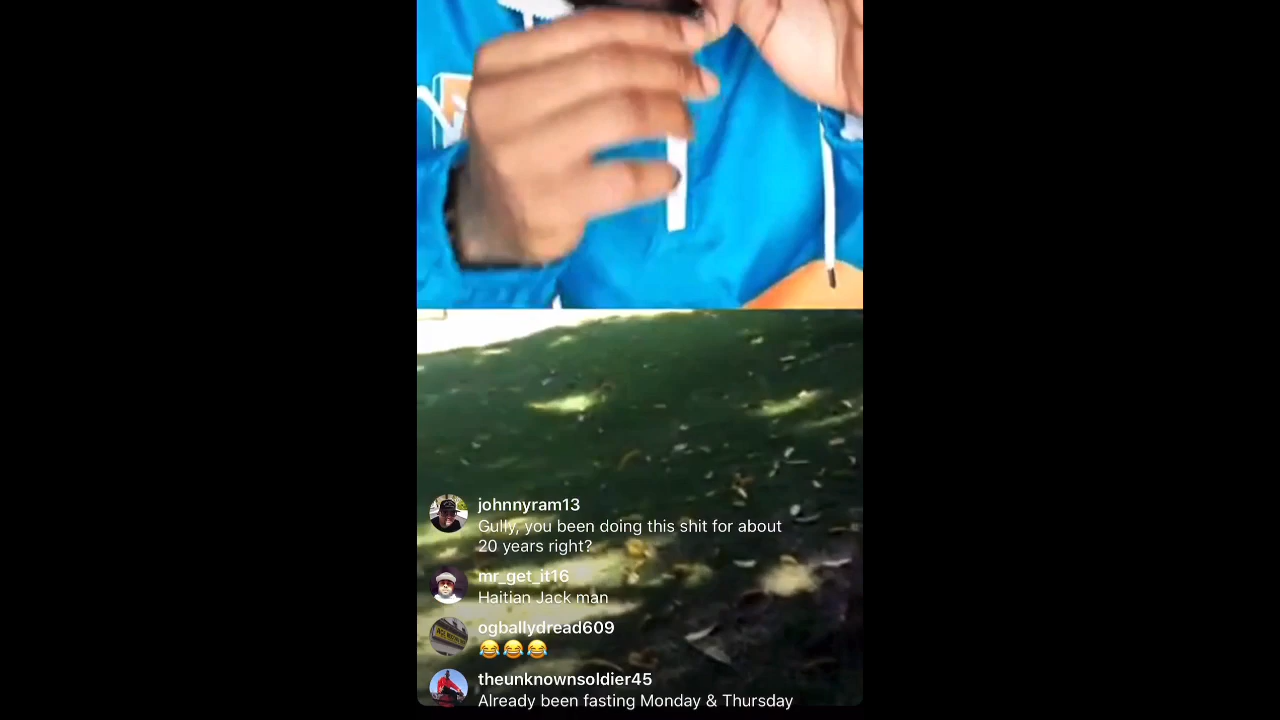 johnnyram13
Gully, you been doing this shit for about
20 years right?
mr_get_it16
Haitian Jack man
ogballydread609
😂😂😂
theunknownsoldier45
Already been fasting Monday & Thursday